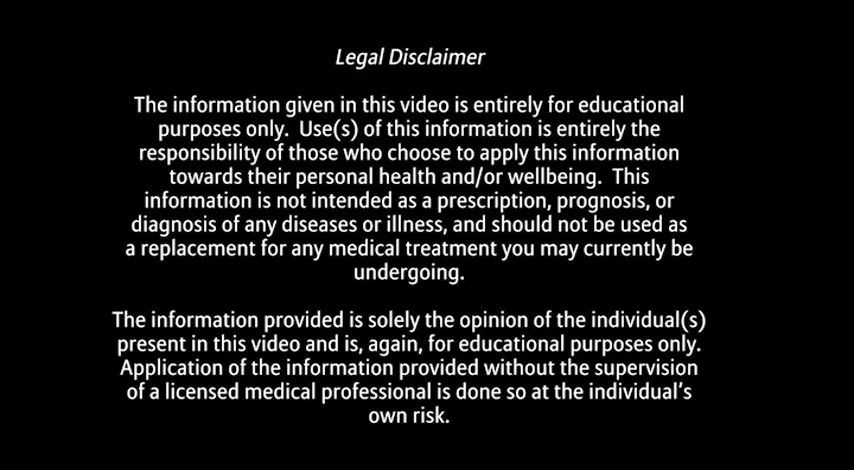 Legal Disclaimer
The information given in this video is entirely for educational
purposes only.  Use(s) of this information is entirely the
responsibility of those who choose to apply this information
towards their personal health and/or wellbeing.  This
information is not intended as a prescription, prognosis, or
diagnosis of any diseases or illness, and should not be used as
a replacement for any medical treatment you may currently be
undergoing.
The information provided is solely the opinion of the individual(s)
present in this video and is, again, for educational purposes only.
Application of the information provided without the supervision
of a licensed medical professional is done so at the individual’s
own risk.